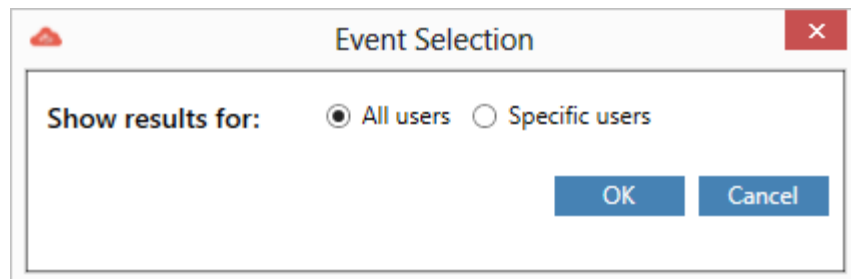 Event Selection
Show results for: All users Specific users
OK Cancel